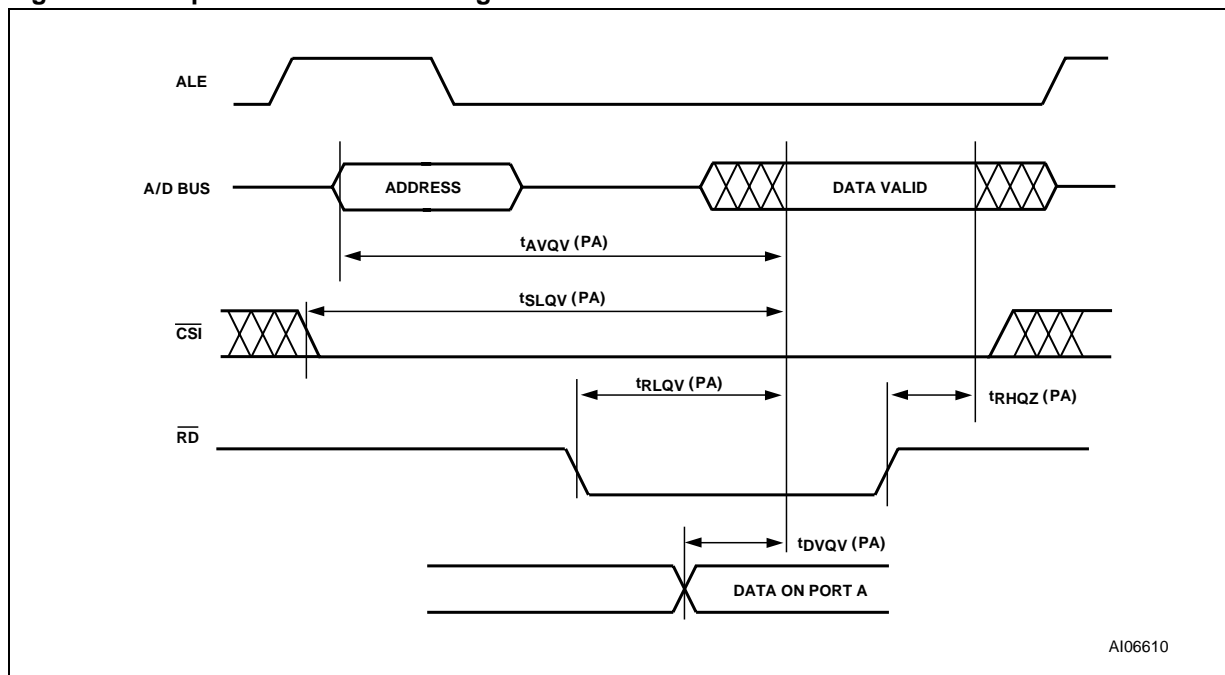 ALE
A/D BUS
ADDRESS
DATA VALID
tAVQV (PA)
tSLQV (PA)
CSI
tRLQV (PA)
tRHQZ (PA)
RD
tDVQV (PA)
DATA ON PORT A
AI06610